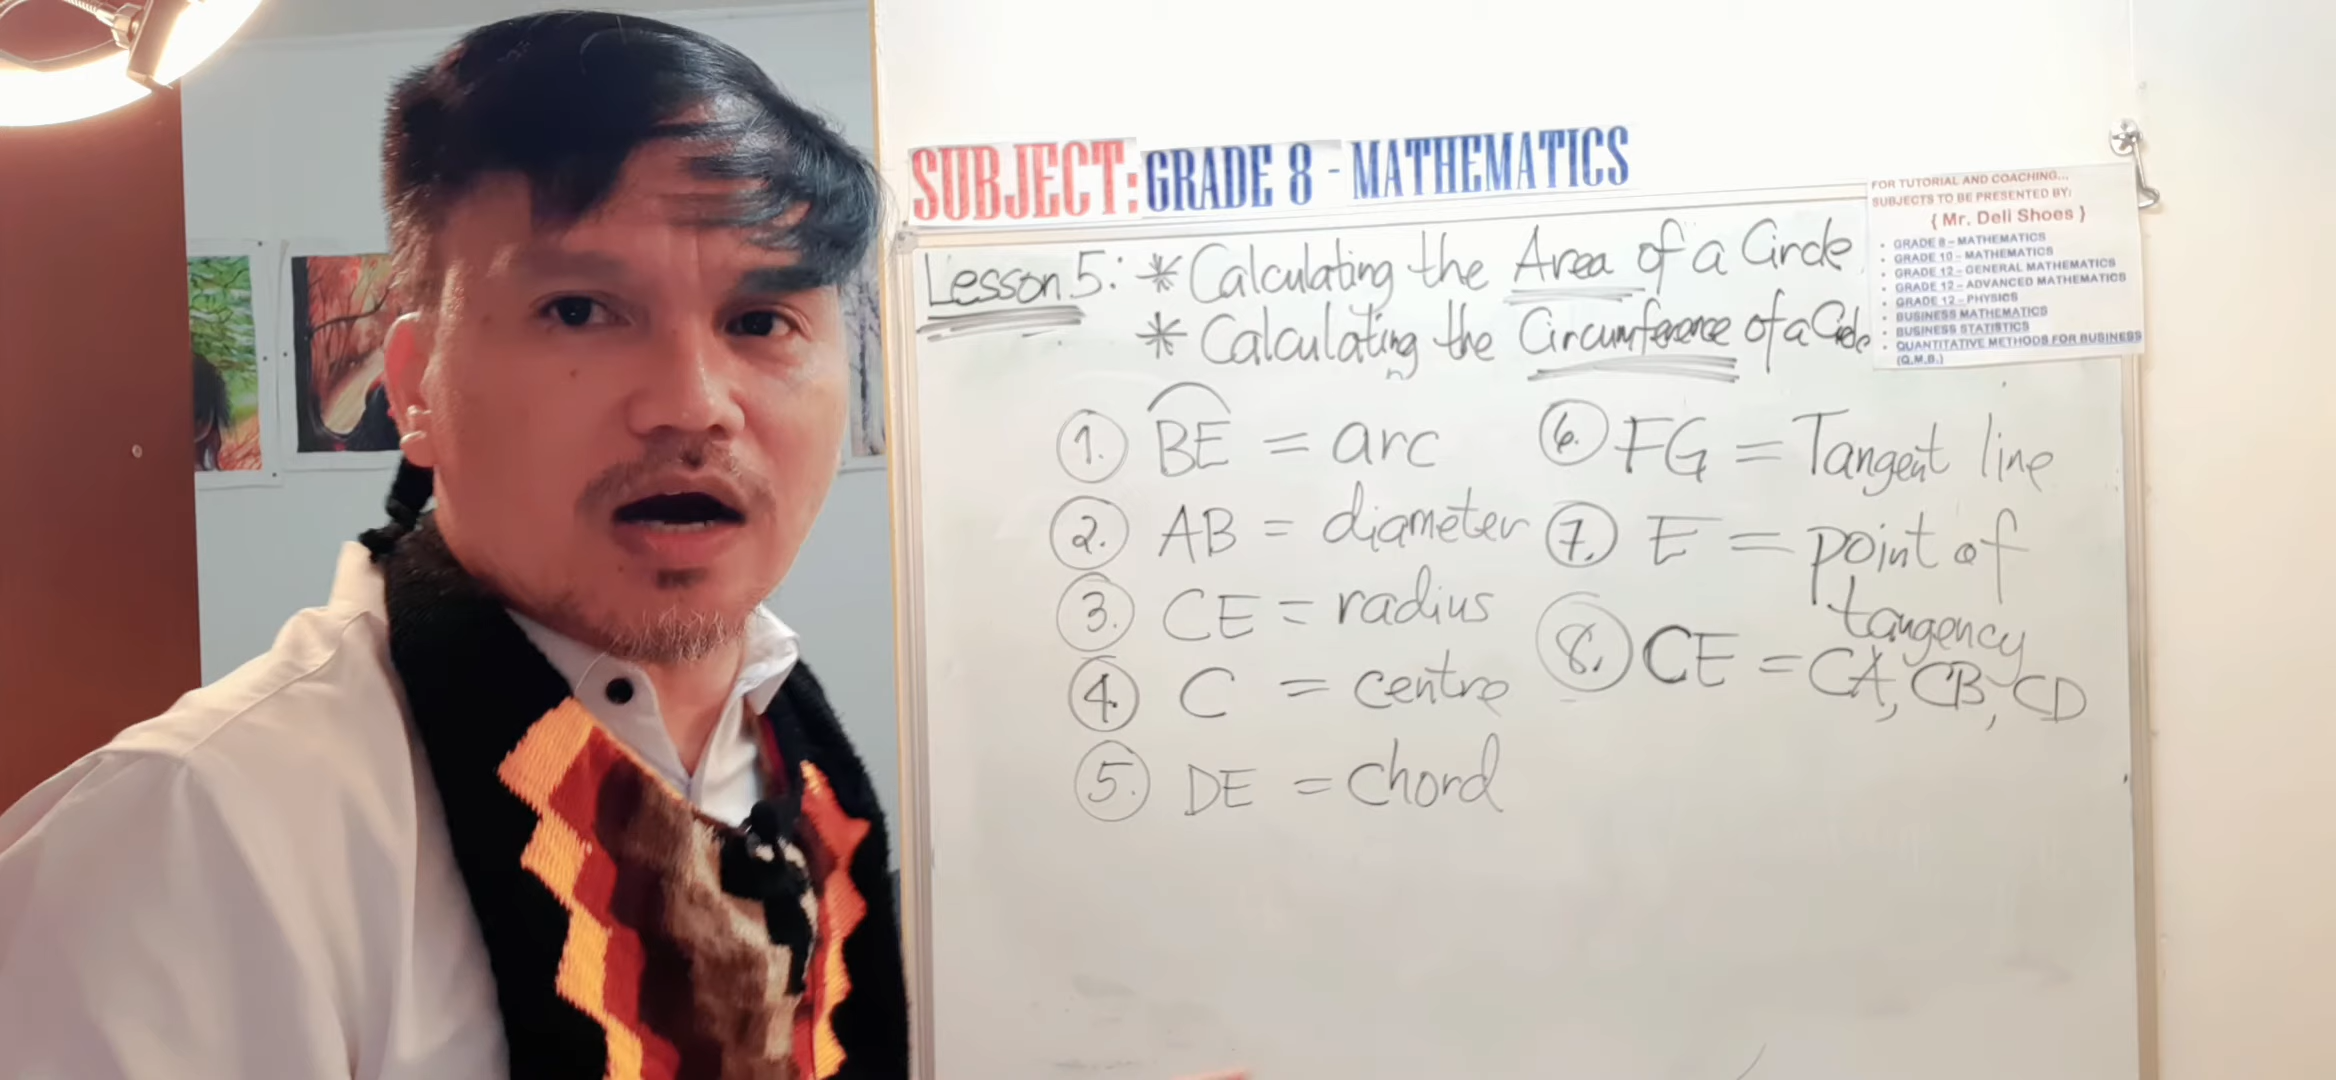 SUBJECT: GRADE 8 - MATHEMATICS
FOR TUTORIAL AND COACHING...
SUBJECTS TO BE PRESENTED BY:
{ Mr. Deli Shoes }
• GRADE 8 - MATHEMATICS
• GRADE 10 - MATHEMATICS
• GRADE 12 - GENERAL MATHEMATICS
• GRADE 12 - ADVANCED MATHEMATICS
• GRADE 12 - PHYSICS
• BUSINESS MATHEMATICS
• BUSINESS STATISTICS
• QUANTITATIVE METHODS FOR BUSINESS
(Q.M.B.)
Lesson 5: * Calculating the Area of a Circle
* Calculating the Circumference of a Circle
1. BE = arc
2. AB = diameter
3. CE = radius
4. C = centre
5. DE = chord
6. FG = Tangent line
7. E = point of
tangency
8. CE = CA, CB, CD